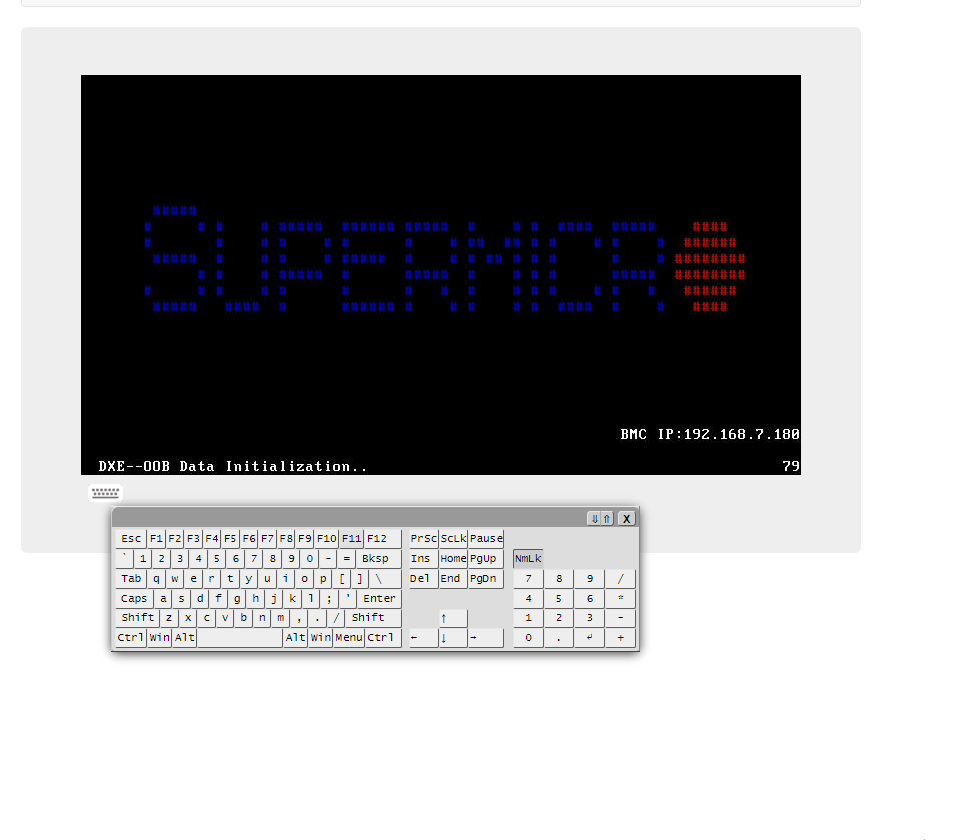 SUPERMICR
BMC IP:192.168.7.180
DXE--OOB Data Initialization..
79
X
Esc F1 F2 F3 F4 F5 F6 F7 F8 F9 F10 F11 F12 PrSc ScLk Pause
` 1 2 3 4 5 6 7 8 9 0 - = Bksp Ins Home PgUp NmLk
Tab q w e r t y u i o p [ ] \ Del End PgDn 7 8 9 /
Caps a s d f g h j k l ; ' Enter 4 5 6 *
Shift z x c v b n m , . / Shift ↑ 1 2 3 -
Ctrl Win Alt Alt Win Menu Ctrl ← ↓ → 0 . ↲ +